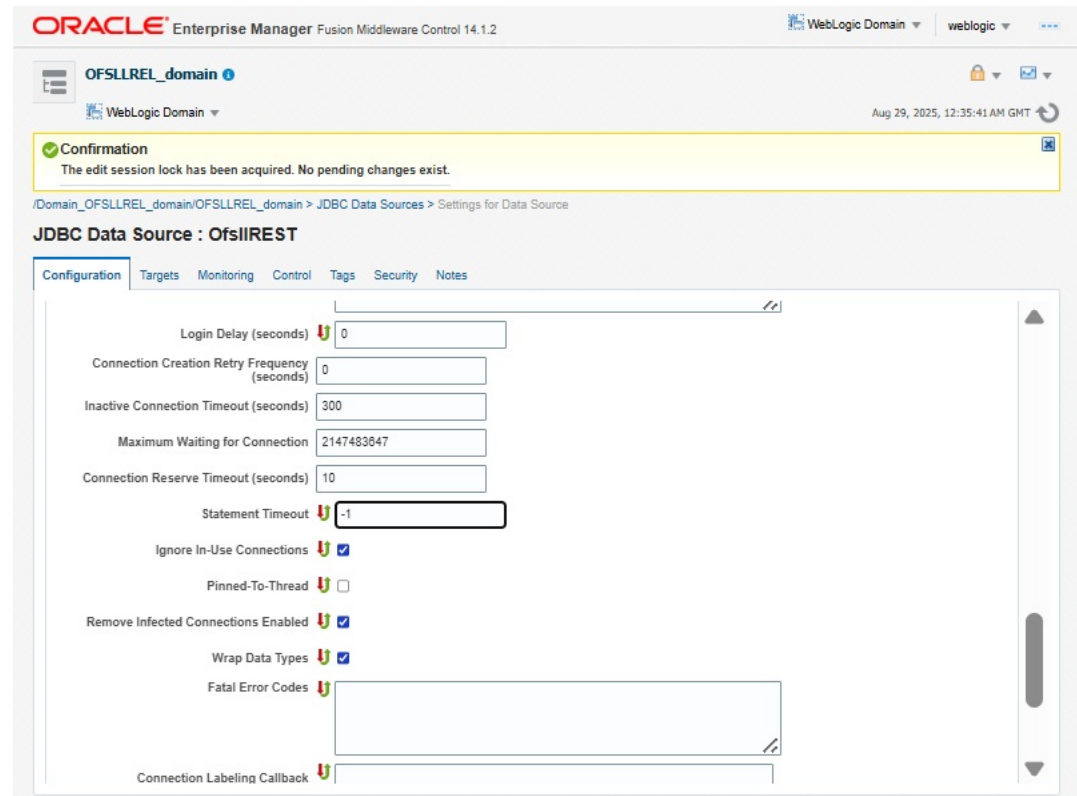 ORACLE Enterprise Manager Fusion Middleware Control 14.1.2
WebLogic Domain
weblogic
OFSLLREL_domain
WebLogic Domain
Aug 29, 2025, 12:35:41 AM GMT
Confirmation
The edit session lock has been acquired. No pending changes exist.
/Domain_OFSLLREL_domain/OFSLLREL_domain > JDBC Data Sources > Settings for Data Source
JDBC Data Source : OfsllREST
Configuration Targets Monitoring Control Tags Security Notes
Login Delay (seconds) 0
Connection Creation Retry Frequency
(seconds) 0
Inactive Connection Timeout (seconds) 300
Maximum Waiting for Connection 2147483647
Connection Reserve Timeout (seconds) 10
Statement Timeout -1
Ignore In-Use Connections
Pinned-To-Thread
Remove Infected Connections Enabled
Wrap Data Types
Fatal Error Codes
Connection Labeling Callback